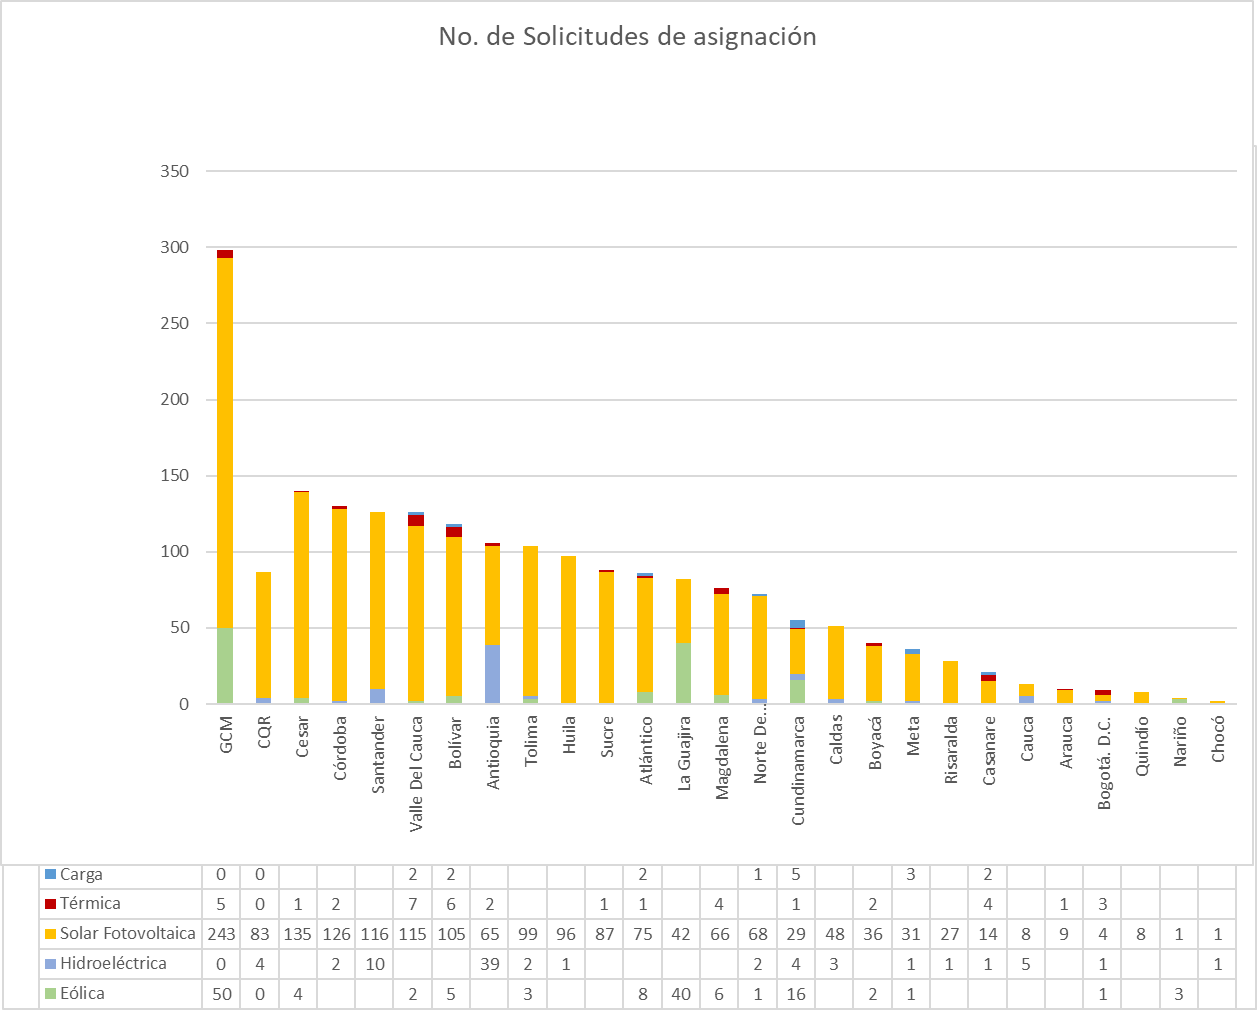 No. de Solicitudes de asignación
350
300
250
200
150
100
50
0
GCM CQR Cesar Córdoba Santander Valle Del Cauca Bolívar Antioquia Tolima Huila Sucre Atlántico La Guajira Magdalena Norte De... Cundinamarca Caldas Boyacá Meta Risaralda Casanare Cauca Arauca Bogotá. D.C. Quindío Nariño Chocó
Carga 0 0 2 2 2 1 5 3 2
Térmica 5 0 1 2 7 6 2 1 1 4 1 2 4 1 3
Solar Fotovoltaica 243 83 135 126 116 115 105 65 99 96 87 75 42 66 68 29 48 36 31 27 14 8 9 4 8 1 1
Hidroeléctrica 0 4 2 10 39 2 1 2 4 3 1 1 1 5 1 1
Eólica 50 0 4 2 5 3 8 40 6 1 16 2 1 1 3